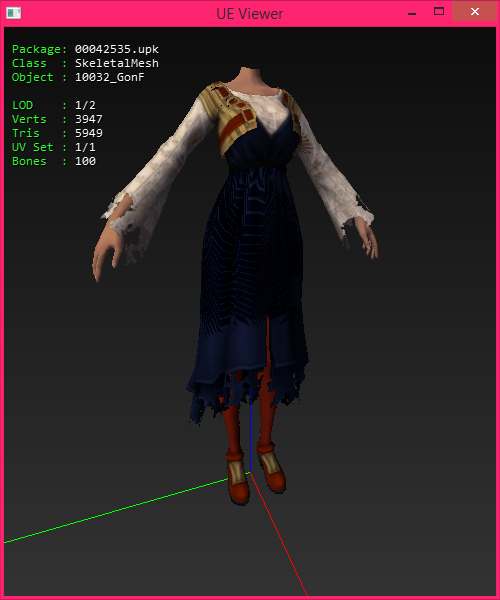 UE Viewer
Package: 00042535.upk
Class  : SkeletalMesh
Object : 10032_GonF
LOD    : 1/2
Verts  : 3947
Tris   : 5949
UV Set : 1/1
Bones  : 100